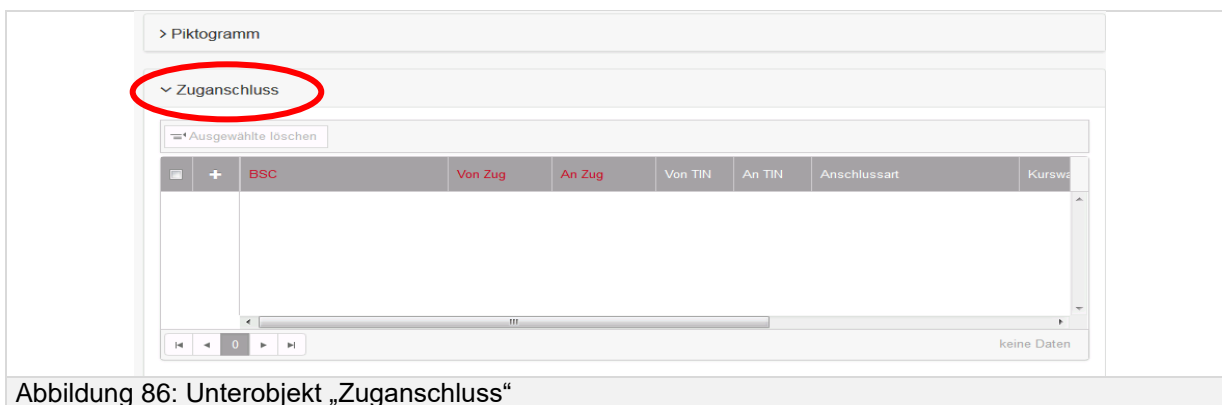 Piktogramm
Zuganschluss
Ausgewählte löschen
BSC Von Zug An Zug Von TIN An TIN Anschlussart Kurswa
0 keine Daten
Abbildung 86: Unterobjekt „Zuganschluss“